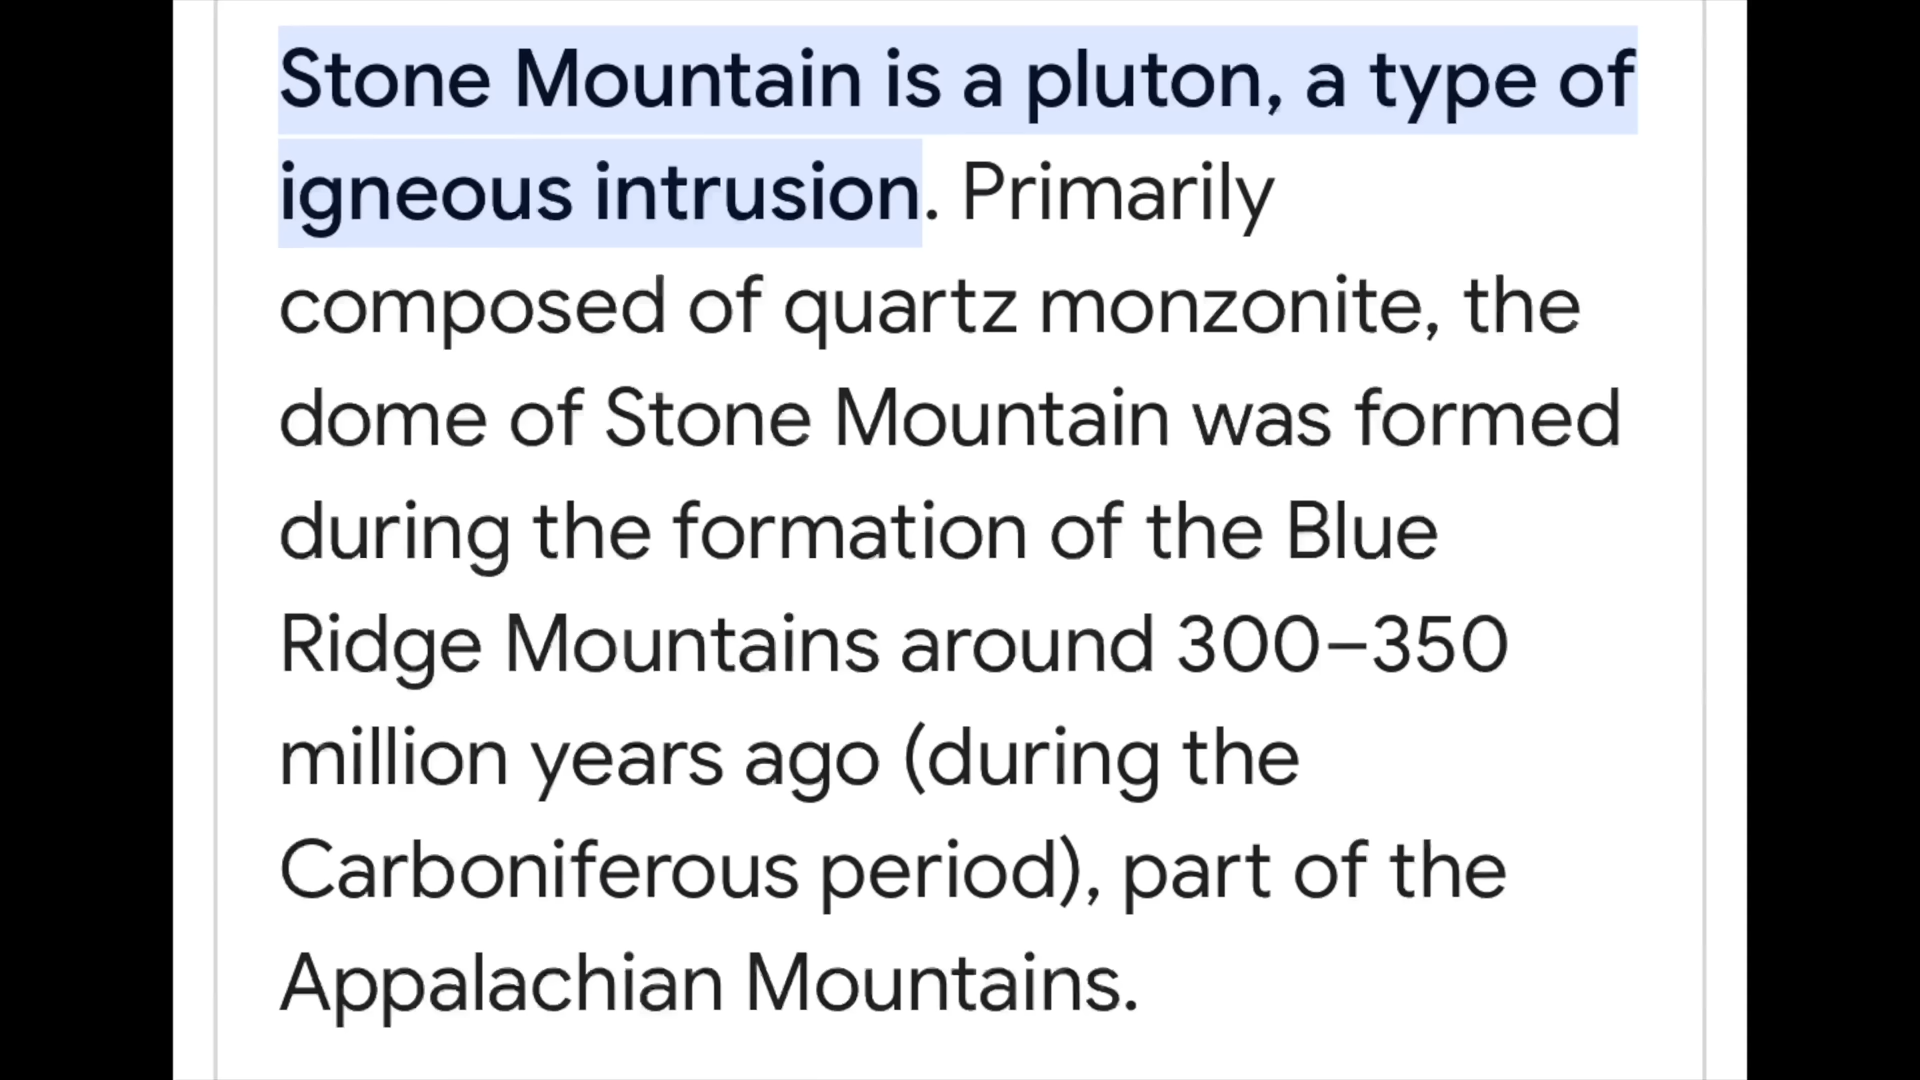 Stone Mountain is a pluton, a type of
igneous intrusion. Primarily
composed of quartz monzonite, the
dome of Stone Mountain was formed
during the formation of the Blue
Ridge Mountains around 300–350
million years ago (during the
Carboniferous period), part of the
Appalachian Mountains.